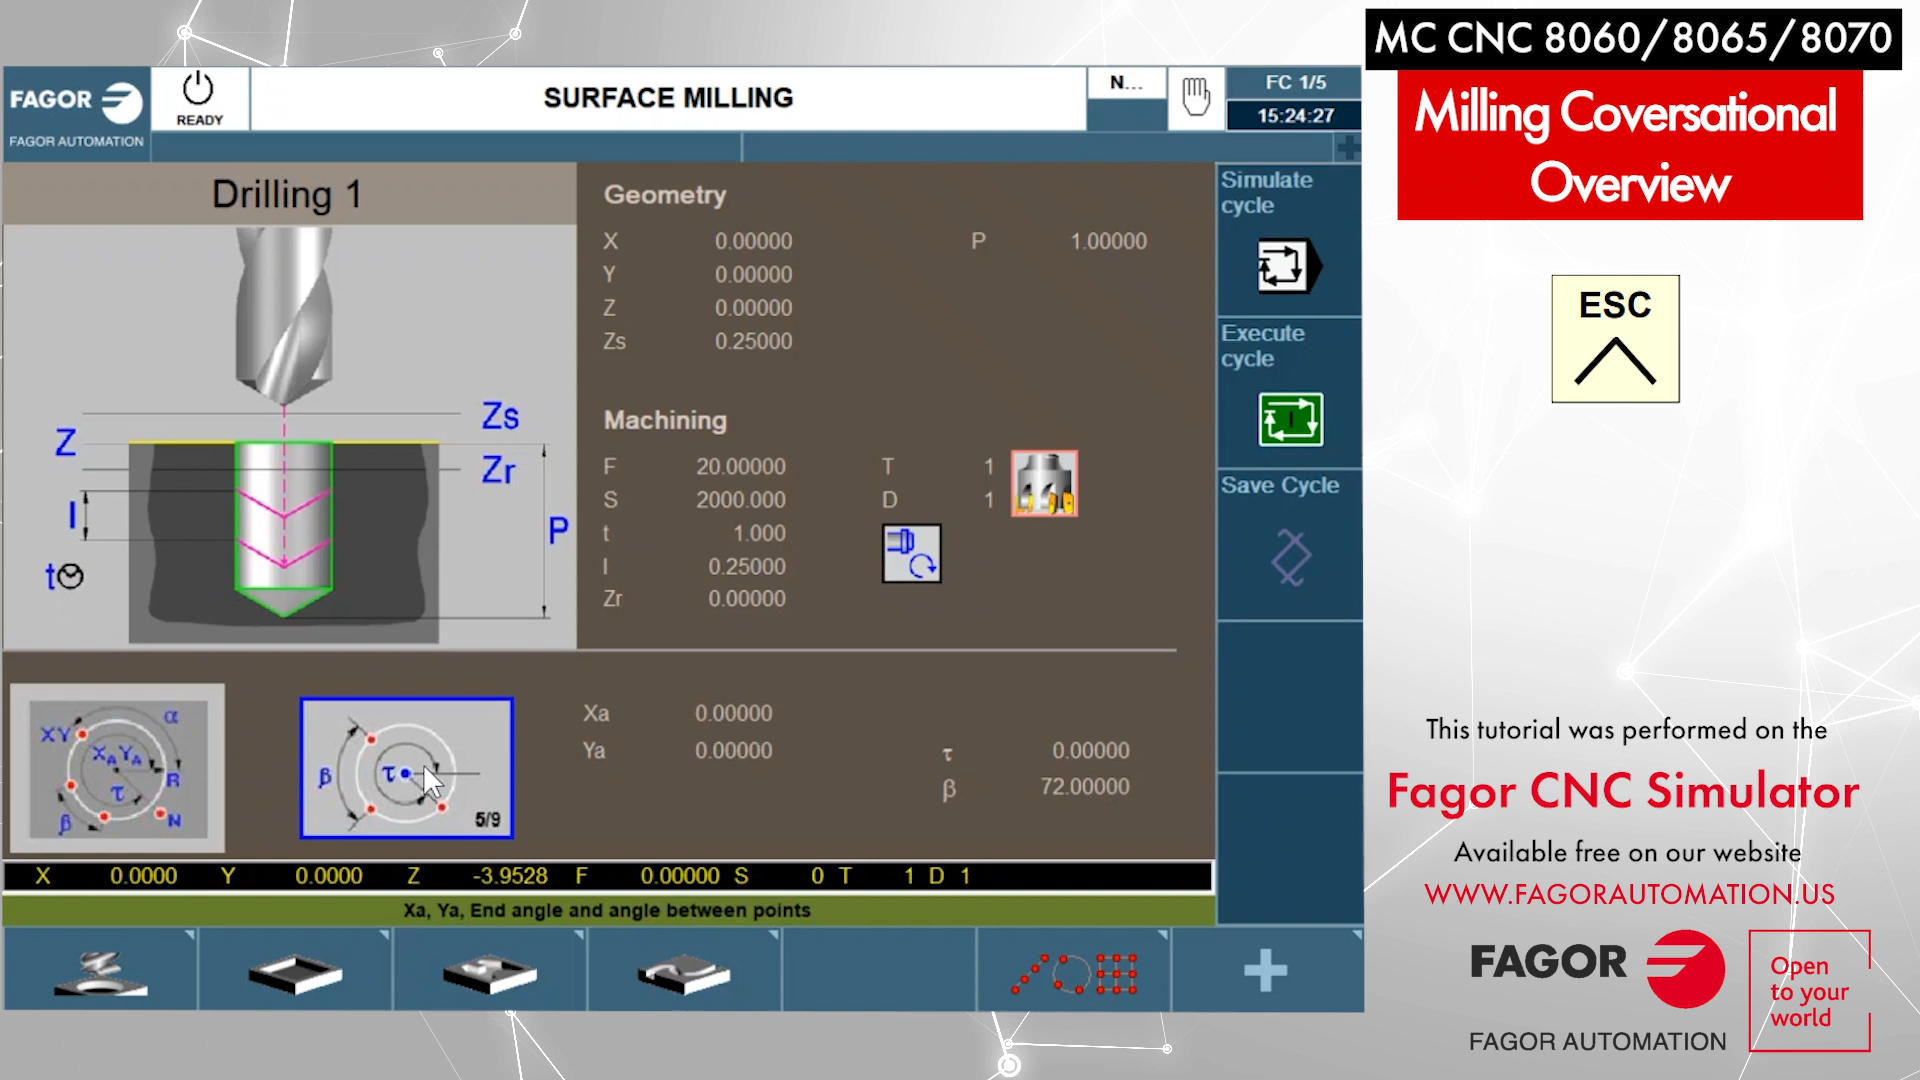 MC CNC 8060/8065/8070
Milling Coversational
Overview
FAGOR
FAGOR AUTOMATION
READY
SURFACE MILLING
N...
FC 1/5
15:24:27
Drilling 1
Zs
Z
Zr
I
P
t
Geometry
X 0.00000 P 1.00000
Y 0.00000
Z 0.00000
Zs 0.25000
Machining
F 20.00000 T 1
S 2000.000 D 1
t 1.000
I 0.25000
Zr 0.00000
Simulate
cycle
Execute
cycle
Save Cycle
ESC
α
XY
XA YA
R
τ
β
N
β
τ
5/9
Xa 0.00000
Ya 0.00000 τ 0.00000
β 72.00000
X 0.0000 Y 0.0000 Z -3.9528 F 0.00000 S 0 T 1 D 1
Xa, Ya, End angle and angle between points
This tutorial was performed on the
Fagor CNC Simulator
Available free on our website
WWW.FAGORAUTOMATION.US
FAGOR
FAGOR AUTOMATION
Open
to your
world